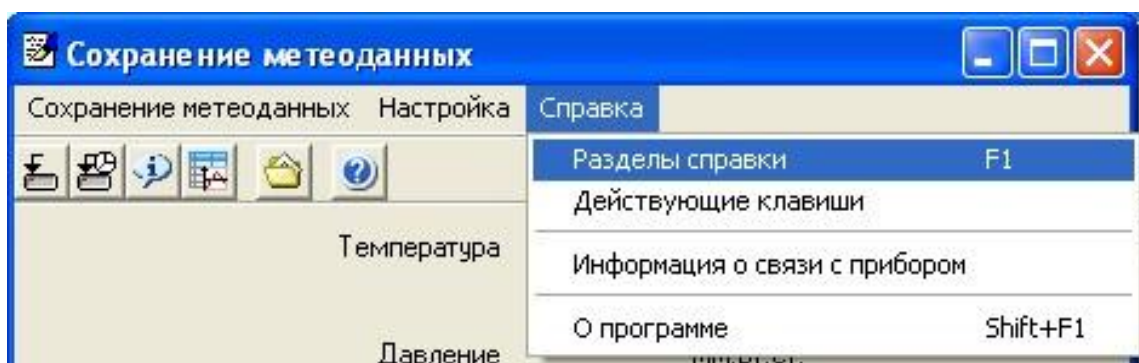 Сохранение метеоданных
Сохранение метеоданных Настройка Справка
Разделы справки F1
Действующие клавиши
Температура
Информация о связи с прибором
О программе Shift+F1
Давление